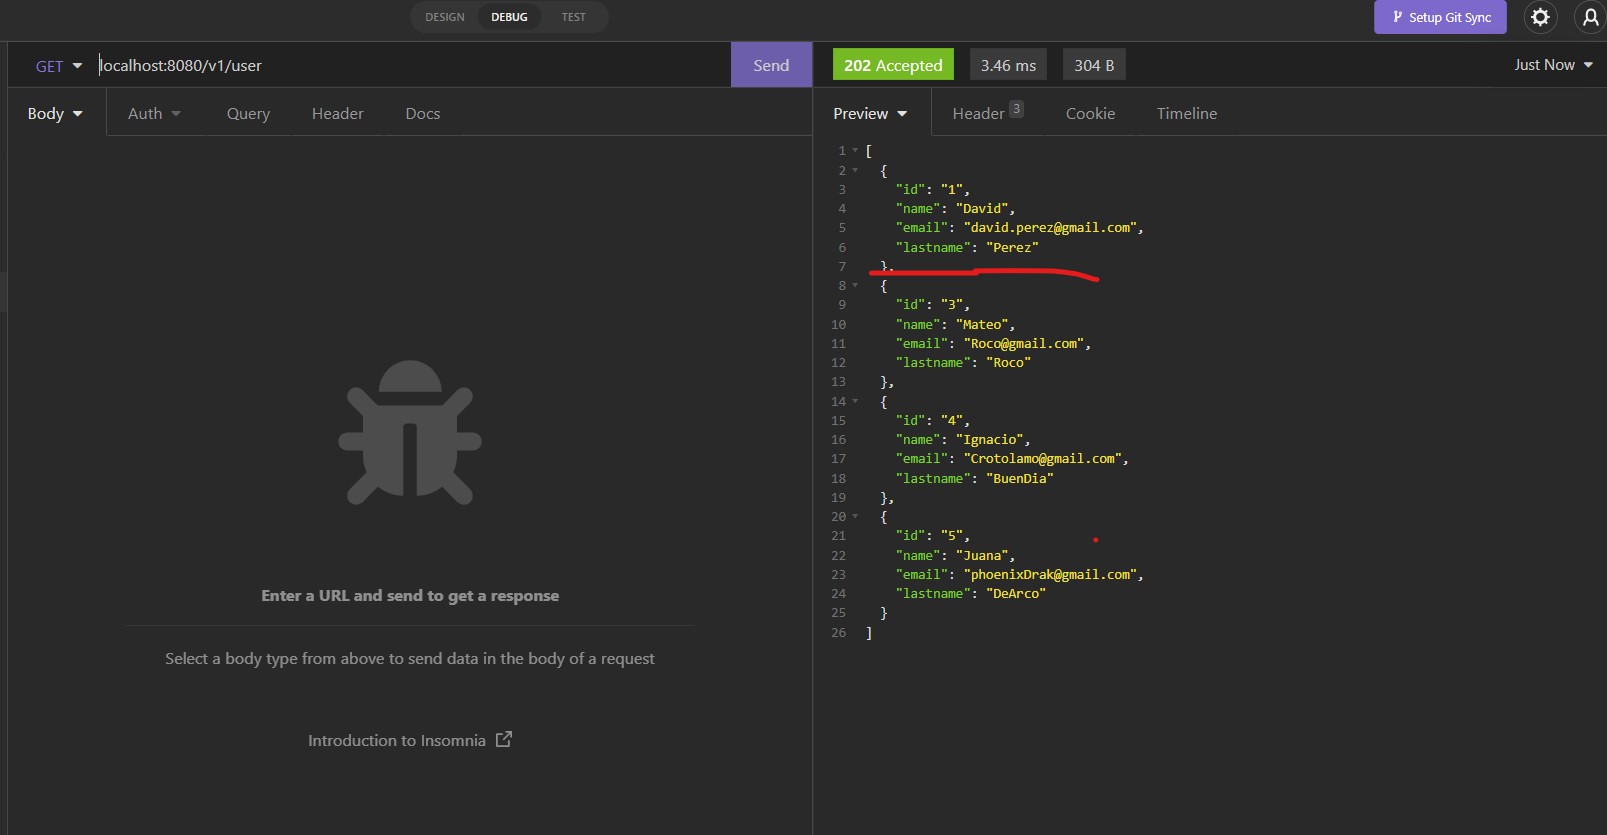 DESIGN DEBUG TEST
Setup Git Sync
GET localhost:8080/v1/user Send
202 Accepted 3.46 ms 304 B Just Now
Body Auth Query Header Docs
Preview Header 3 Cookie Timeline
1 [
2 {
3 "id": "1",
4 "name": "David",
5 "email": "david.perez@gmail.com",
6 "lastname": "Perez"
7 },
8 {
9 "id": "3",
10 "name": "Mateo",
11 "email": "Roco@gmail.com",
12 "lastname": "Roco"
13 },
14 {
15 "id": "4",
16 "name": "Ignacio",
17 "email": "Crotolamo@gmail.com",
18 "lastname": "BuenDia"
19 },
20 {
21 "id": "5",
22 "name": "Juana",
23 "email": "phoenixDrak@gmail.com",
24 "lastname": "DeArco"
25 }
26 ]
Enter a URL and send to get a response
Select a body type from above to send data in the body of a request
Introduction to Insomnia